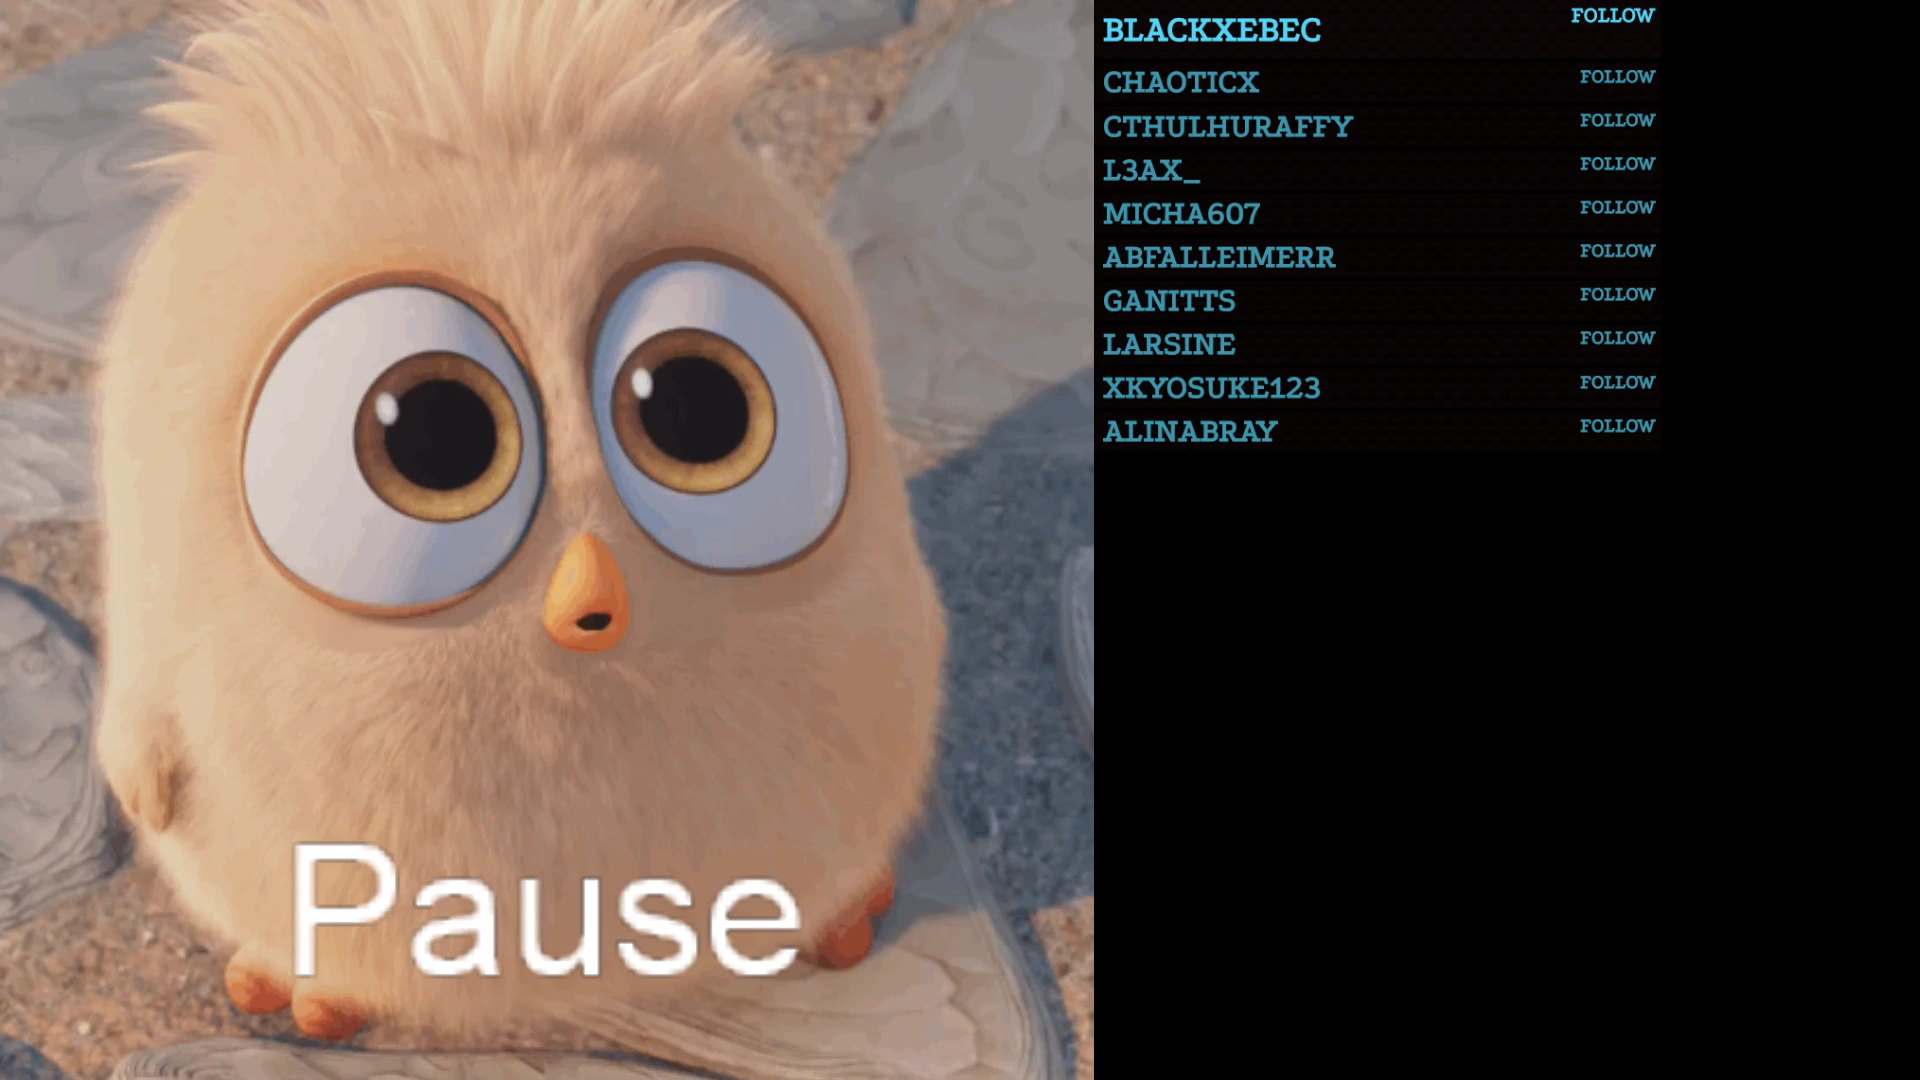 BLACKXEBEC FOLLOW
CHAOTICX FOLLOW
CTHULHURAFFY FOLLOW
L3AX_ FOLLOW
MICHA607 FOLLOW
ABFALLEIMERR FOLLOW
GANITTS FOLLOW
LARSINE FOLLOW
XKYOSUKE123 FOLLOW
ALINABRAY FOLLOW
Pause